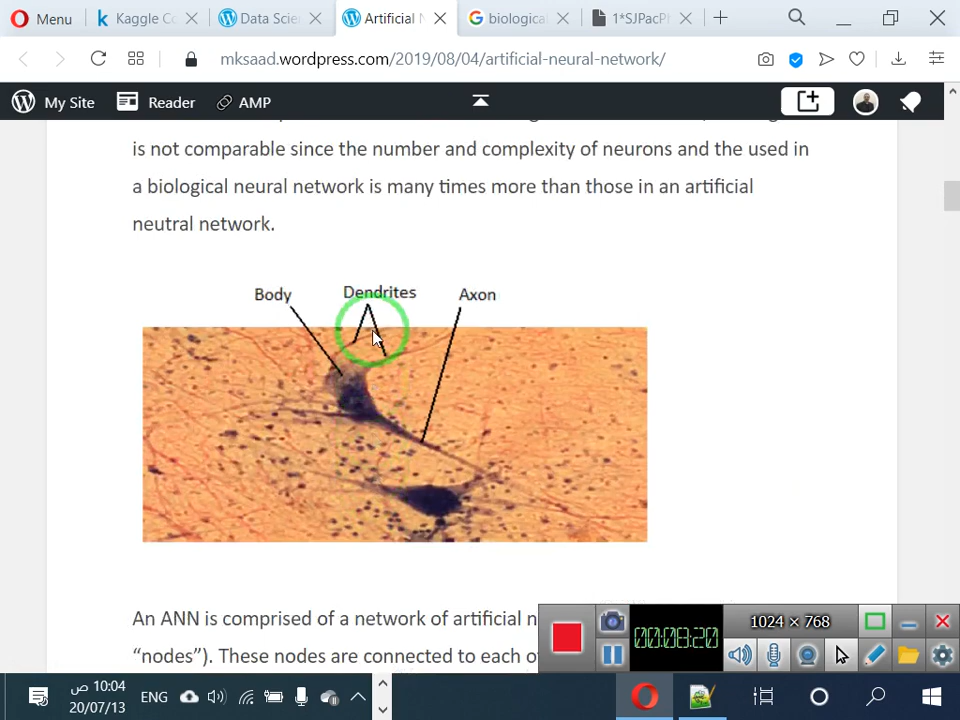 Menu
Kaggle Co
Data Scien
Artificial N
biological
1*SJPacPh
mksaad.wordpress.com/2019/08/04/artificial-neural-network/
My Site
Reader
AMP
is not comparable since the number and complexity of neurons and the used in
a biological neural network is many times more than those in an artificial
neutral network.
Body
Dendrites
Axon
An ANN is comprised of a network of artificial
“nodes”). These nodes are connected to each
00:03:20
1024 × 768
10:04 ص
20/07/13
ENG